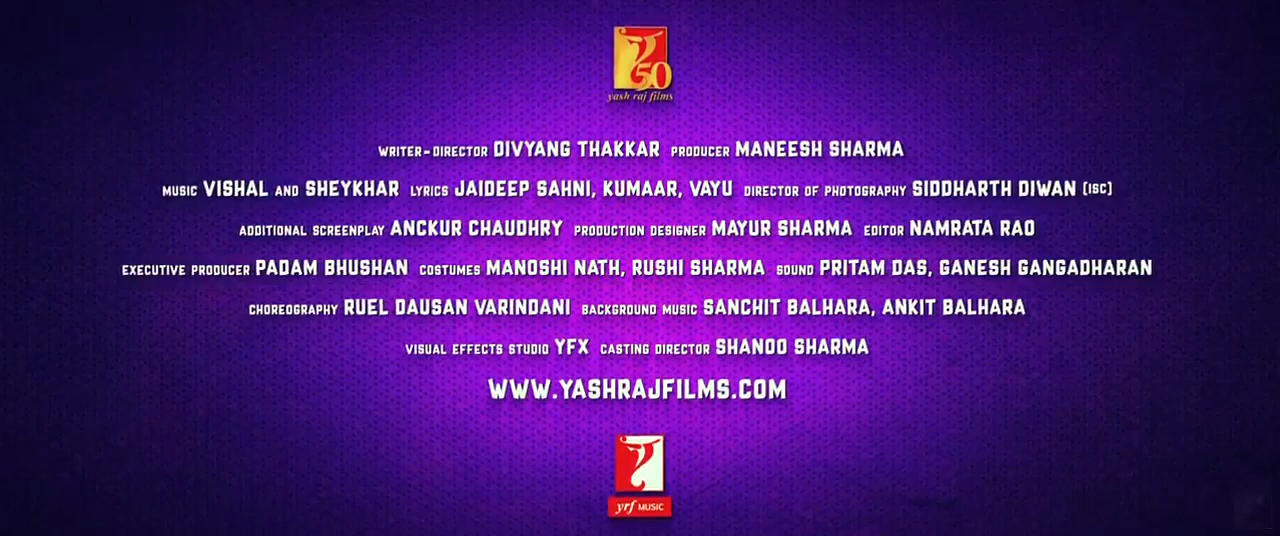 50
yash raj films
WRITER-DIRECTOR DIVYANG THAKKAR PRODUCER MANEESH SHARMA
MUSIC VISHAL AND SHEYKHAR LYRICS JAIDEEP SAHNI, KUMAAR, VAYU DIRECTOR OF PHOTOGRAPHY SIDDHARTH DIWAN (ISC)
ADDITIONAL SCREENPLAY ANCKUR CHAUDHRY PRODUCTION DESIGNER MAYUR SHARMA EDITOR NAMRATA RAO
EXECUTIVE PRODUCER PADAM BHUSHAN COSTUMES MANOSHI NATH, RUSHI SHARMA SOUND PRITAM DAS, GANESH GANGADHARAN
CHOREOGRAPHY RUEL DAUSAN VARINDANI BACKGROUND MUSIC SANCHIT BALHARA, ANKIT BALHARA
VISUAL EFFECTS STUDIO YFX CASTING DIRECTOR SHANOO SHARMA
WWW.YASHRAJFILMS.COM
yrf MUSIC